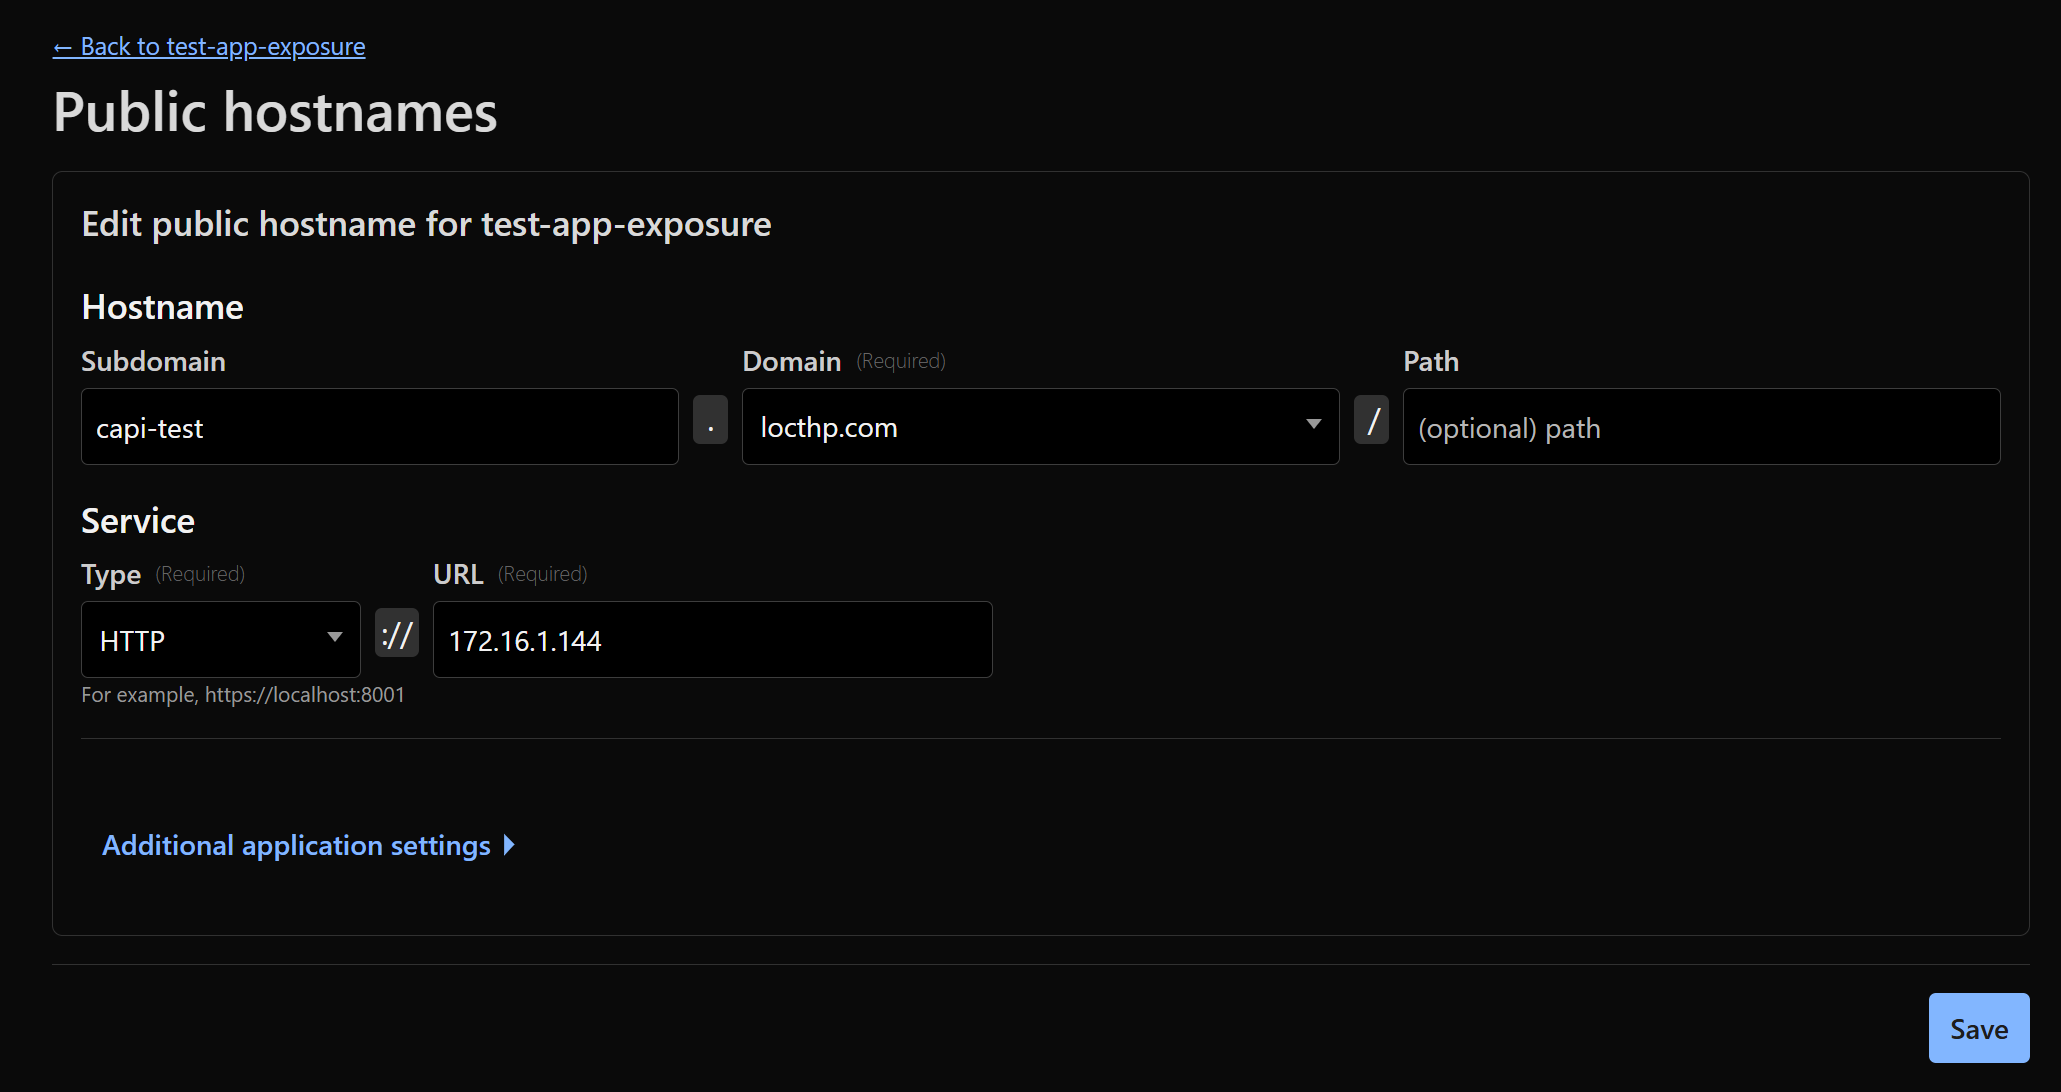 ← Back to test-app-exposure
Public hostnames
Edit public hostname for test-app-exposure
Hostname
Subdomain
Domain (Required)
Path
capi-test
.
locthp.com
/
(optional) path
Service
Type (Required)
URL (Required)
HTTP
://
172.16.1.144
For example, https://localhost:8001
Additional application settings
Save